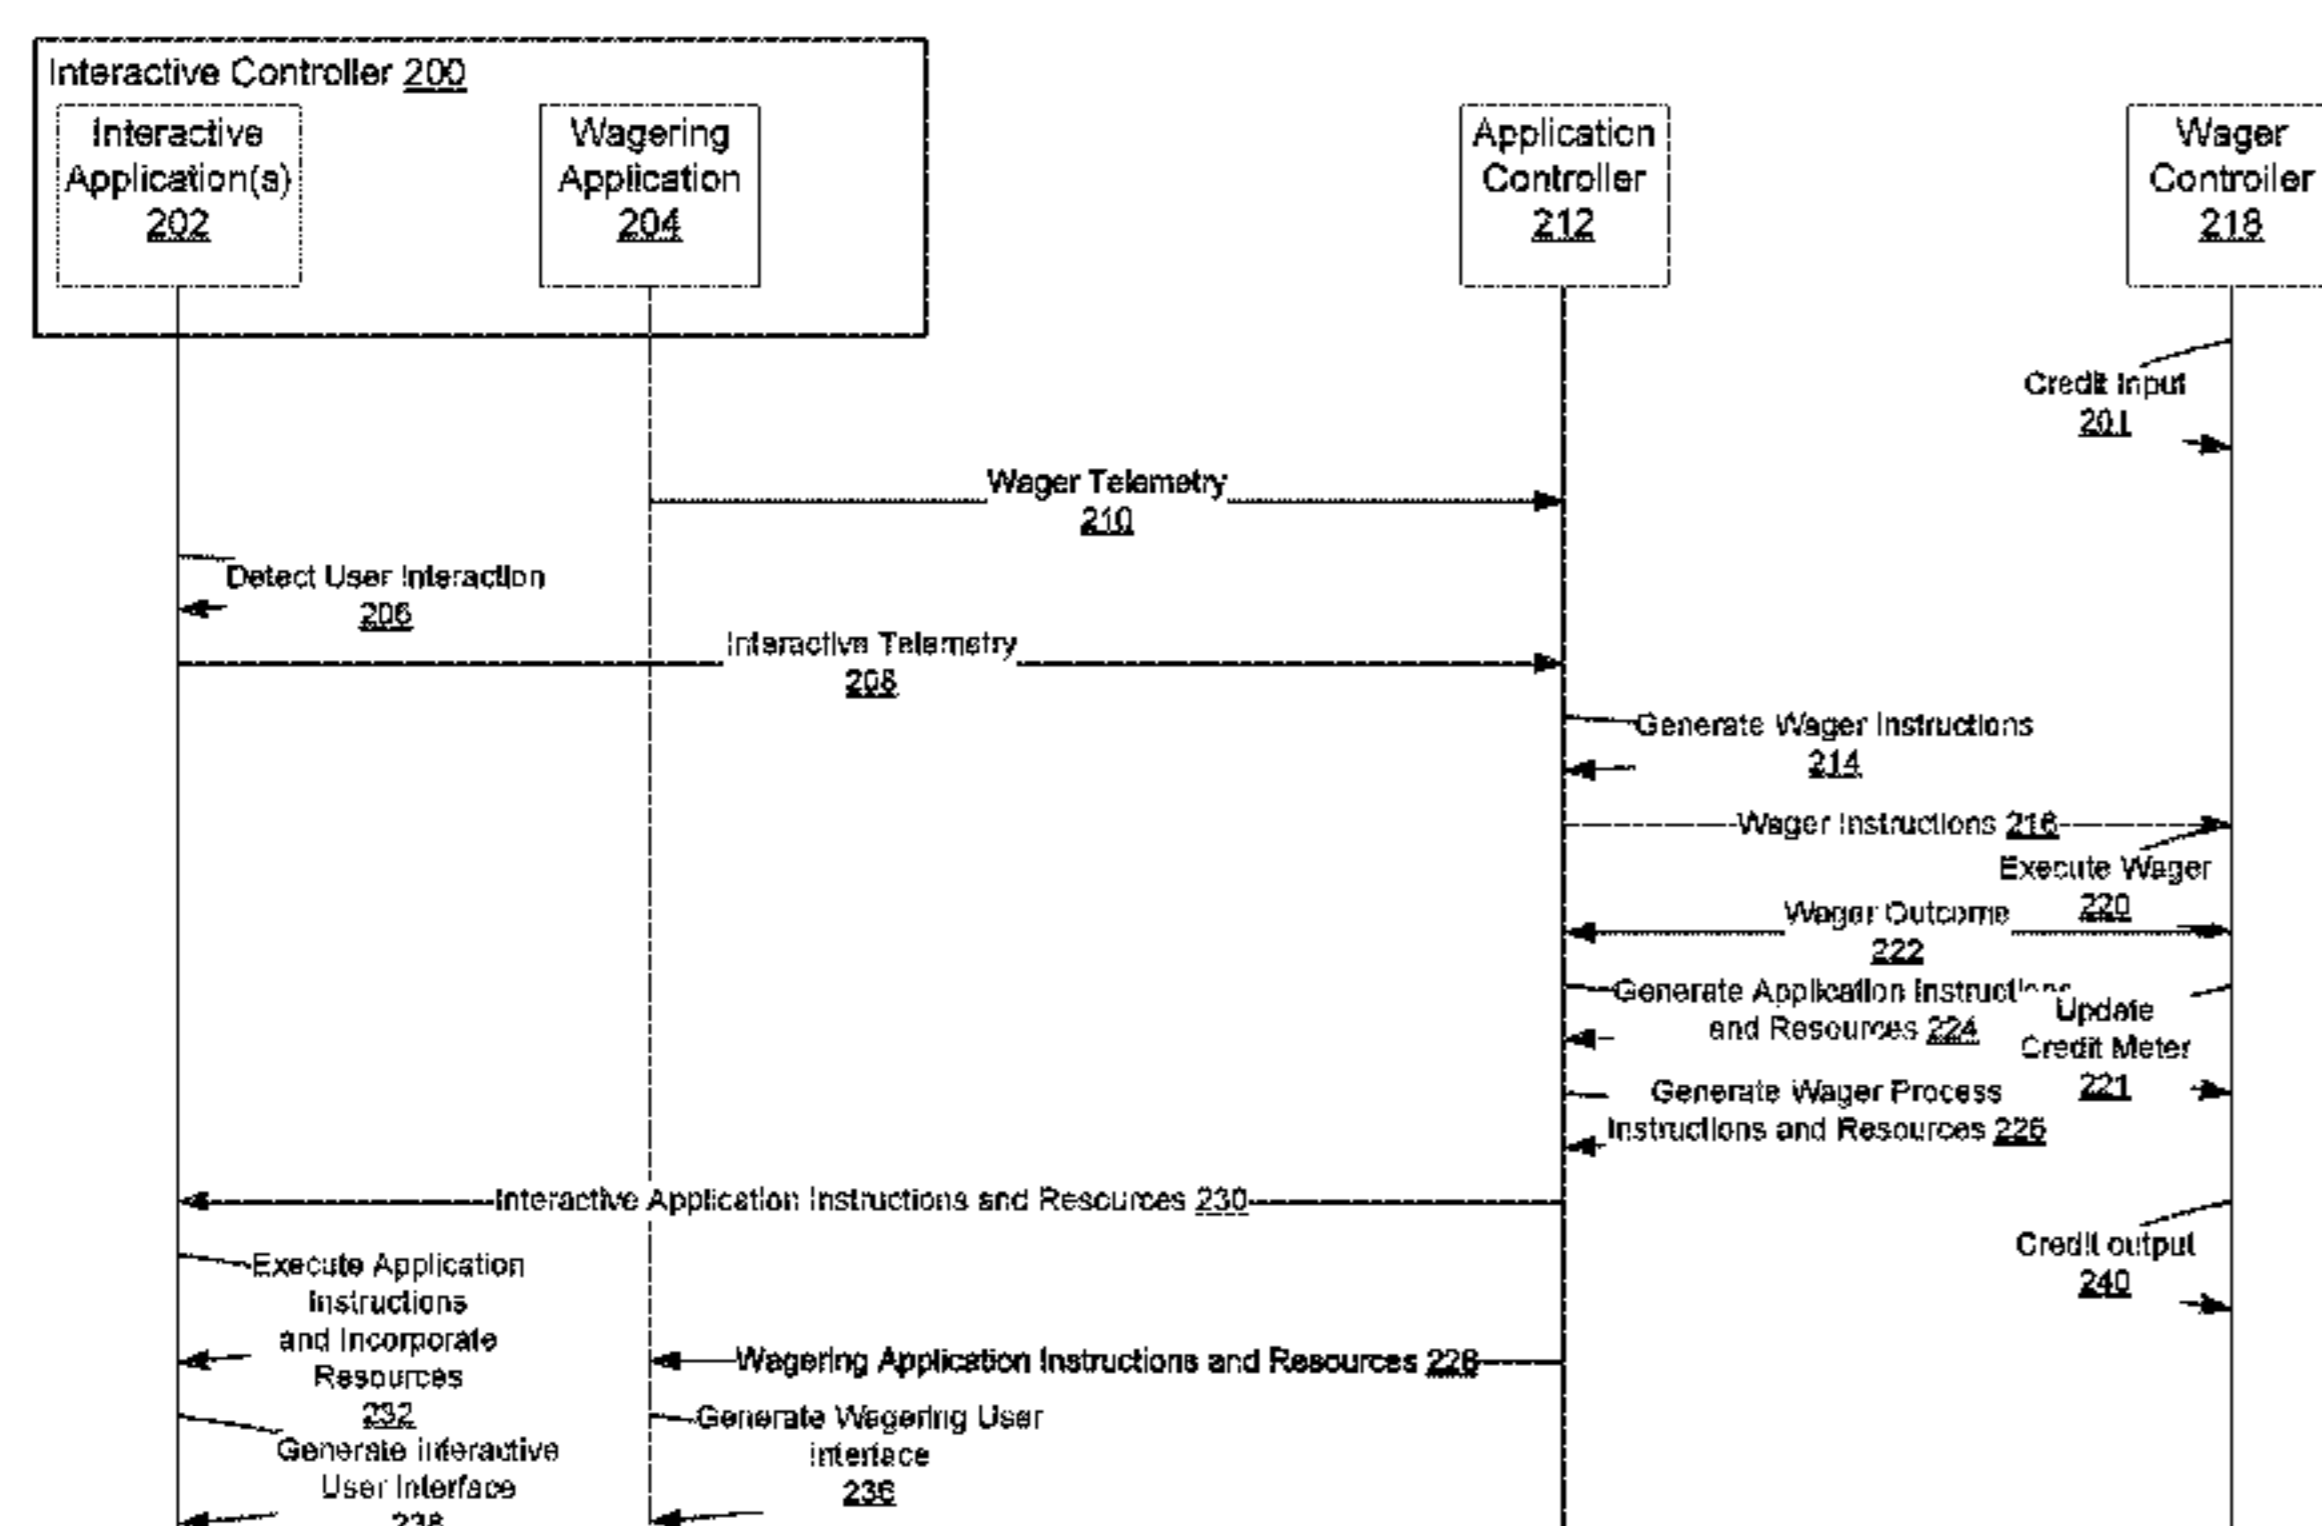 Interactive Controller 200
Interactive
Application(s)
202
Wagering
Application
204
Application
Controller
212
Wager
Controller
218
Credit Input
201
Wager Telemetry
210
Detect User Interaction
206
Interactive Telemetry
208
Generate Wager Instructions
214
Wager Instructions 216
Execute Wager
220
Wager Outcome
222
Generate Application Instructions
and Resources 224
Update
Credit Meter
221
Generate Wager Process
Instructions and Resources 226
Interactive Application Instructions and Resources 230
Credit output
240
Execute Application
Instructions
and Incorporate
Resources
232
Wagering Application Instructions and Resources 228
Generate Wagering User
interface
236
Generate interactive
User Interface
238